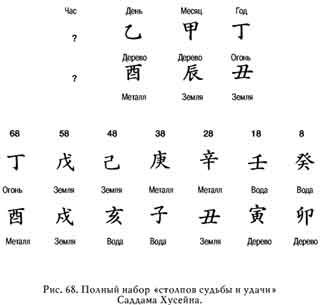 Час День Месяц Год
? 乙 甲 丁
Дерево Дерево Огонь
? 酉 辰 丑
Металл Земля Земля
68 58 48 38 28 18 8
丁 戊 己 庚 辛 壬 癸
Огонь Земля Земля Металл Металл Вода Вода
酉 戌 亥 子 丑 寅 卯
Металл Земля Вода Вода Земля Дерево Дерево
Рис. 68. Полный набор «столпов судьбы и удачи»
Саддама Хусейна.